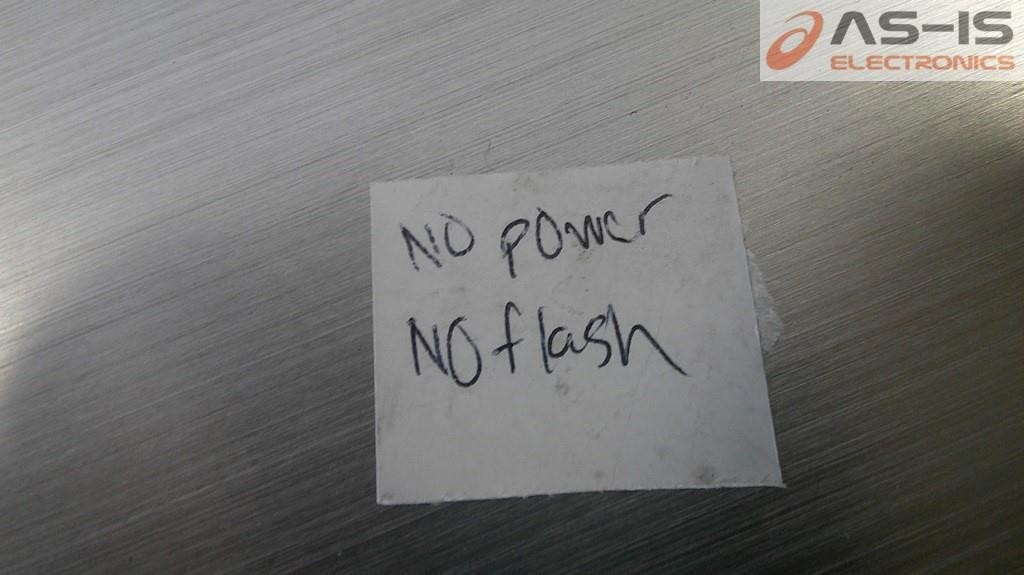 AS-IS
ELECTRONICS
NO power
NO flash